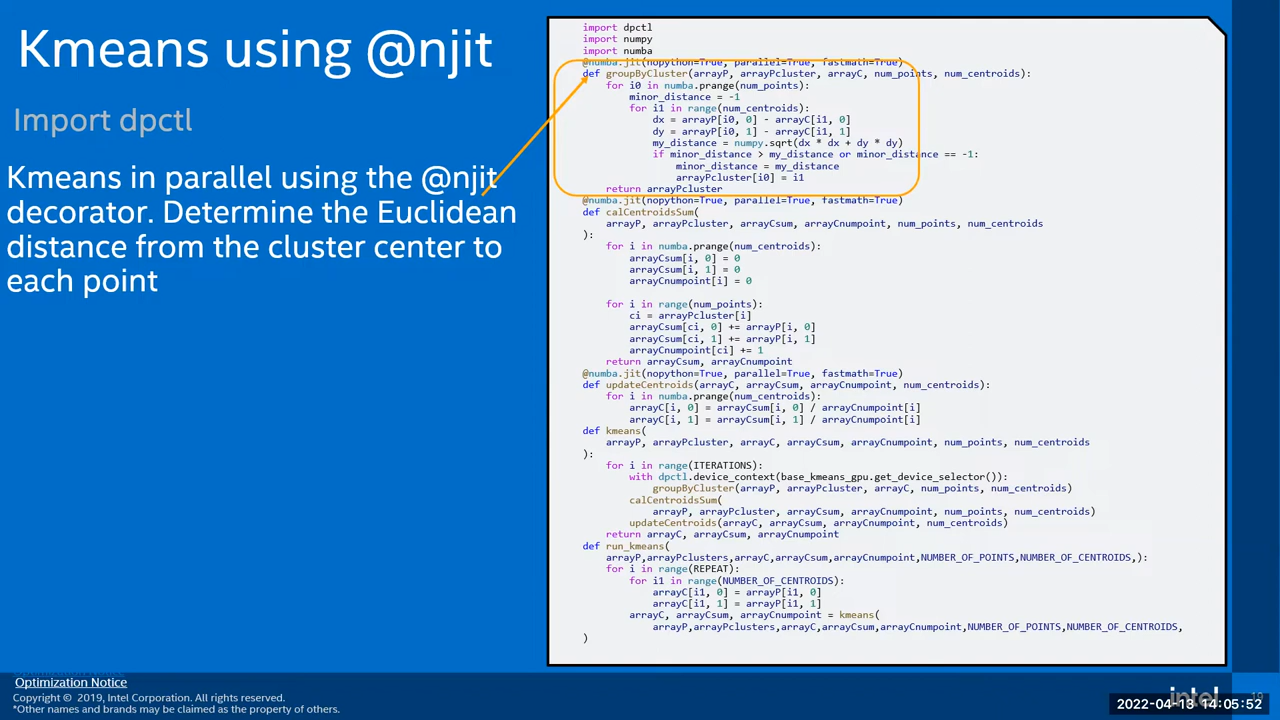 Kmeans using @njit
Import dpctl
Kmeans in parallel using the @njit
decorator. Determine the Euclidean
distance from the cluster center to
each point
import dpctl
import numpy
import numba
@numba.jit(nopython=True, parallel=True, fastmath=True)
def groupByCluster(arrayP, arrayPcluster, arrayC, num_points, num_centroids):
    for i0 in numba.prange(num_points):
        minor_distance = -1
        for i1 in range(num_centroids):
            dx = arrayP[i0, 0] - arrayC[i1, 0]
            dy = arrayP[i0, 1] - arrayC[i1, 1]
            my_distance = numpy.sqrt(dx * dx + dy * dy)
            if minor_distance > my_distance or minor_distance == -1:
                minor_distance = my_distance
                arrayPcluster[i0] = i1
    return arrayPcluster
@numba.jit(nopython=True, parallel=True, fastmath=True)
def calCentroidsSum(
    arrayP, arrayPcluster, arrayCsum, arrayCnumpoint, num_points, num_centroids
):
    for i in numba.prange(num_centroids):
        arrayCsum[i, 0] = 0
        arrayCsum[i, 1] = 0
        arrayCnumpoint[i] = 0
    for i in range(num_points):
        ci = arrayPcluster[i]
        arrayCsum[ci, 0] += arrayP[i, 0]
        arrayCsum[ci, 1] += arrayP[i, 1]
        arrayCnumpoint[ci] += 1
    return arrayCsum, arrayCnumpoint
@numba.jit(nopython=True, parallel=True, fastmath=True)
def updateCentroids(arrayC, arrayCsum, arrayCnumpoint, num_centroids):
    for i in numba.prange(num_centroids):
        arrayC[i, 0] = arrayCsum[i, 0] / arrayCnumpoint[i]
        arrayC[i, 1] = arrayCsum[i, 1] / arrayCnumpoint[i]
def kmeans(
    arrayP, arrayPcluster, arrayC, arrayCsum, arrayCnumpoint, num_points, num_centroids
):
    for i in range(ITERATIONS):
        with dpctl.device_context(base_kmeans_gpu.get_device_selector()):
            groupByCluster(arrayP, arrayPcluster, arrayC, num_points, num_centroids)
        calCentroidsSum(
            arrayP, arrayPcluster, arrayCsum, arrayCnumpoint, num_points, num_centroids)
        updateCentroids(arrayC, arrayCsum, arrayCnumpoint, num_centroids)
    return arrayC, arrayCsum, arrayCnumpoint
def run_kmeans(
    arrayP,arrayPclusters,arrayC,arrayCsum,arrayCnumpoint,NUMBER_OF_POINTS,NUMBER_OF_CENTROIDS,):
    for i in range(REPEAT):
        for i1 in range(NUMBER_OF_CENTROIDS):
            arrayC[i1, 0] = arrayP[i1, 0]
            arrayC[i1, 1] = arrayP[i1, 1]
        arrayC, arrayCsum, arrayCnumpoint = kmeans(
            arrayP,arrayPclusters,arrayC,arrayCsum,arrayCnumpoint,NUMBER_OF_POINTS,NUMBER_OF_CENTROIDS,
)
Optimization Notice
Copyright © 2019, Intel Corporation. All rights reserved.
*Other names and brands may be claimed as the property of others.
intel
19
2022-04-13 14:05:52